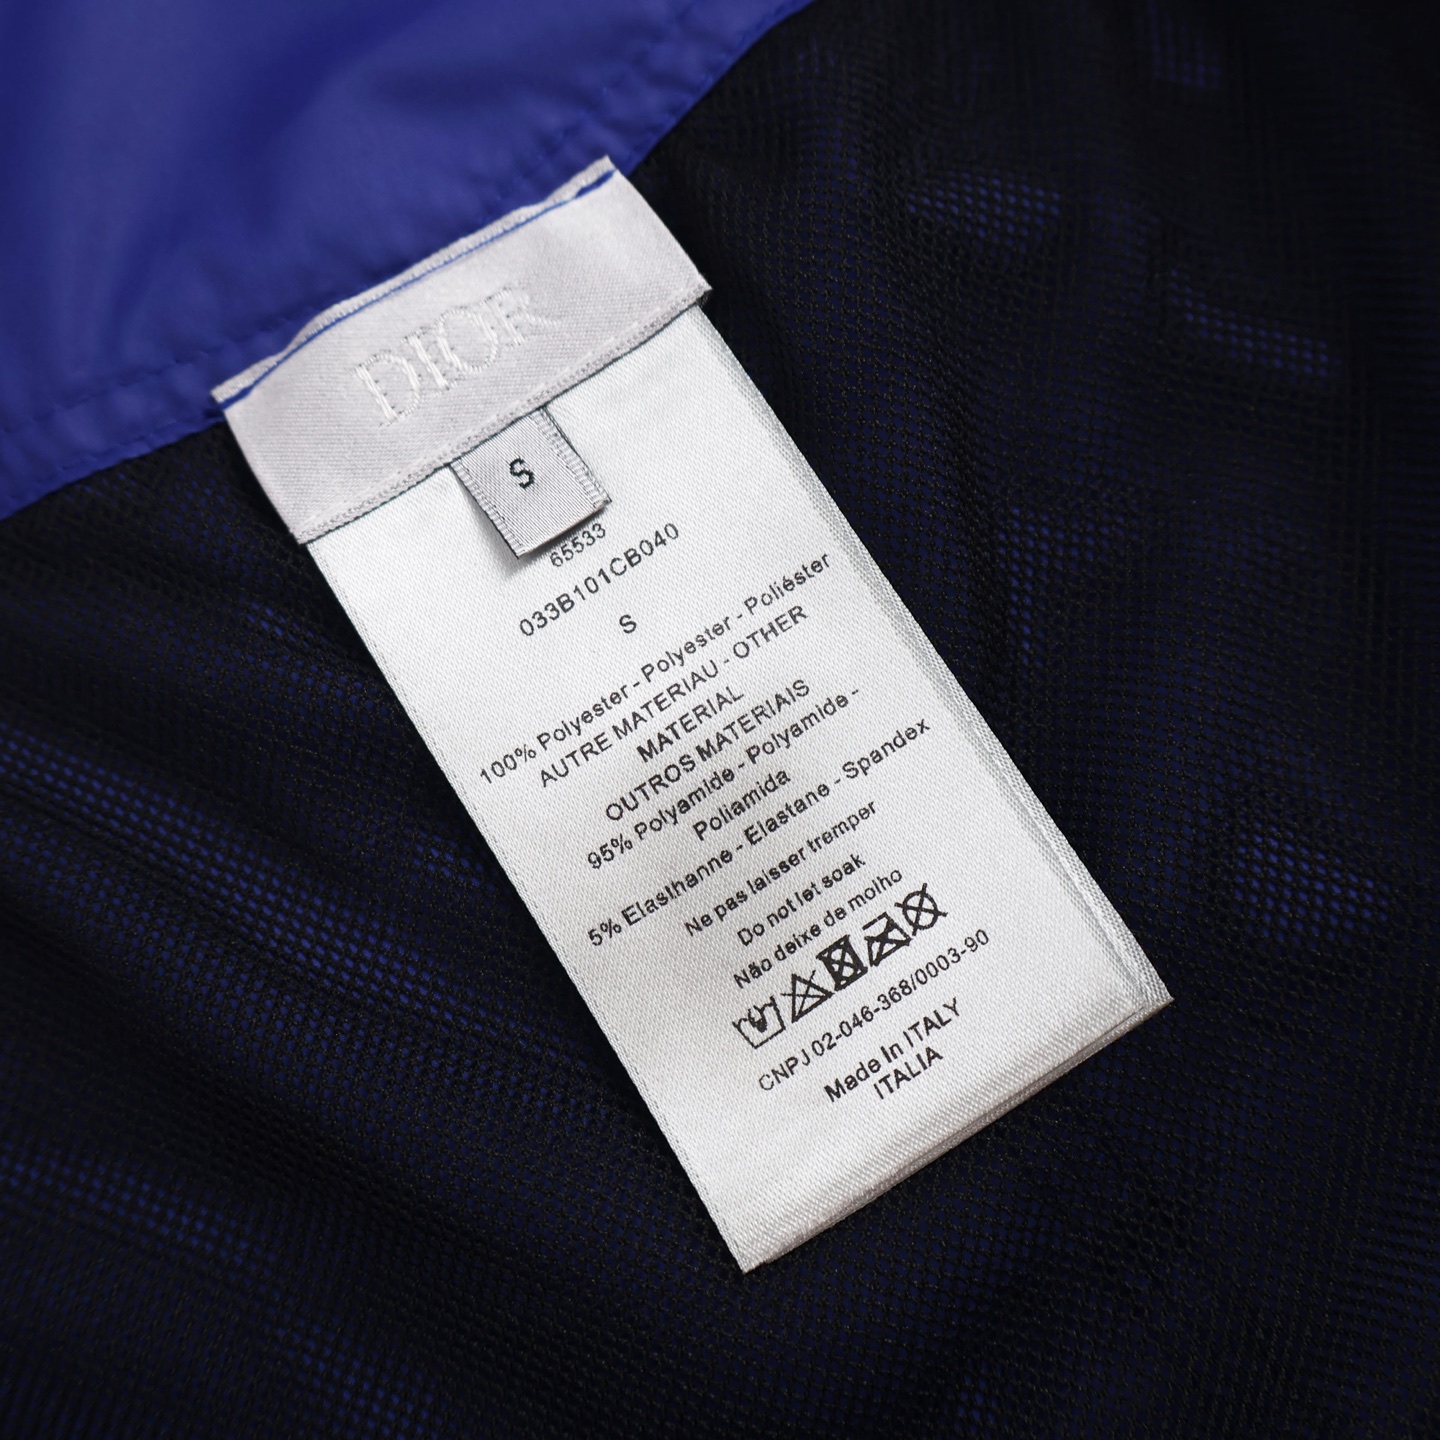 DIOR
S
65533
033B101CB040
S
100% Polyester - Polyester - Poliéster
AUTRE MATERIAU - OTHER
MATERIAL
OUTROS MATERIAIS
95% Polyamide - Polyamide -
Poliamida
5% Elasthanne - Elastane - Spandex
Ne pas laisser tremper
Do not let soak
Não deixe de molho
CNPJ 02-046-368/0003-90
Made In ITALY
ITALIA